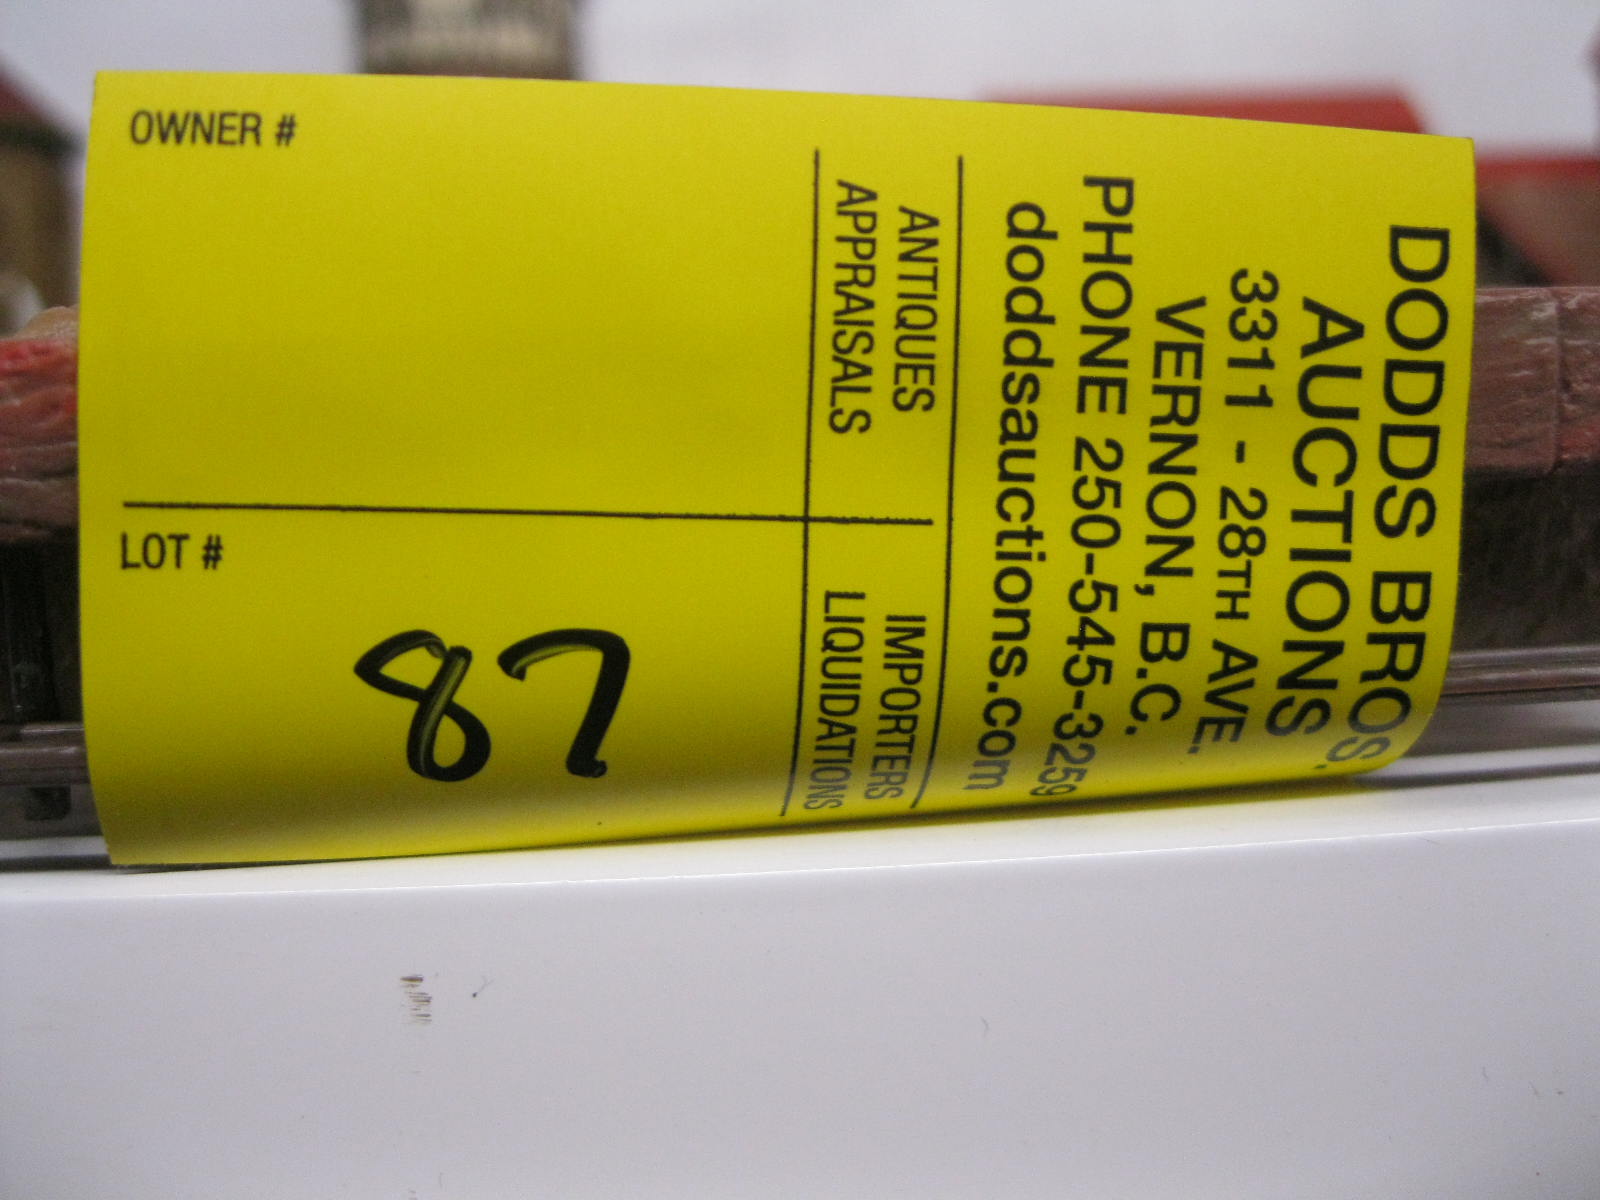 DODDS BROS.
AUCTIONS
3311 - 28TH AVE.
VERNON, B.C.
PHONE 250-545-3259
doddsauctions.com
ANTIQUES
APPRAISALS
IMPORTERS
LIQUIDATIONS
OWNER #
LOT #
87